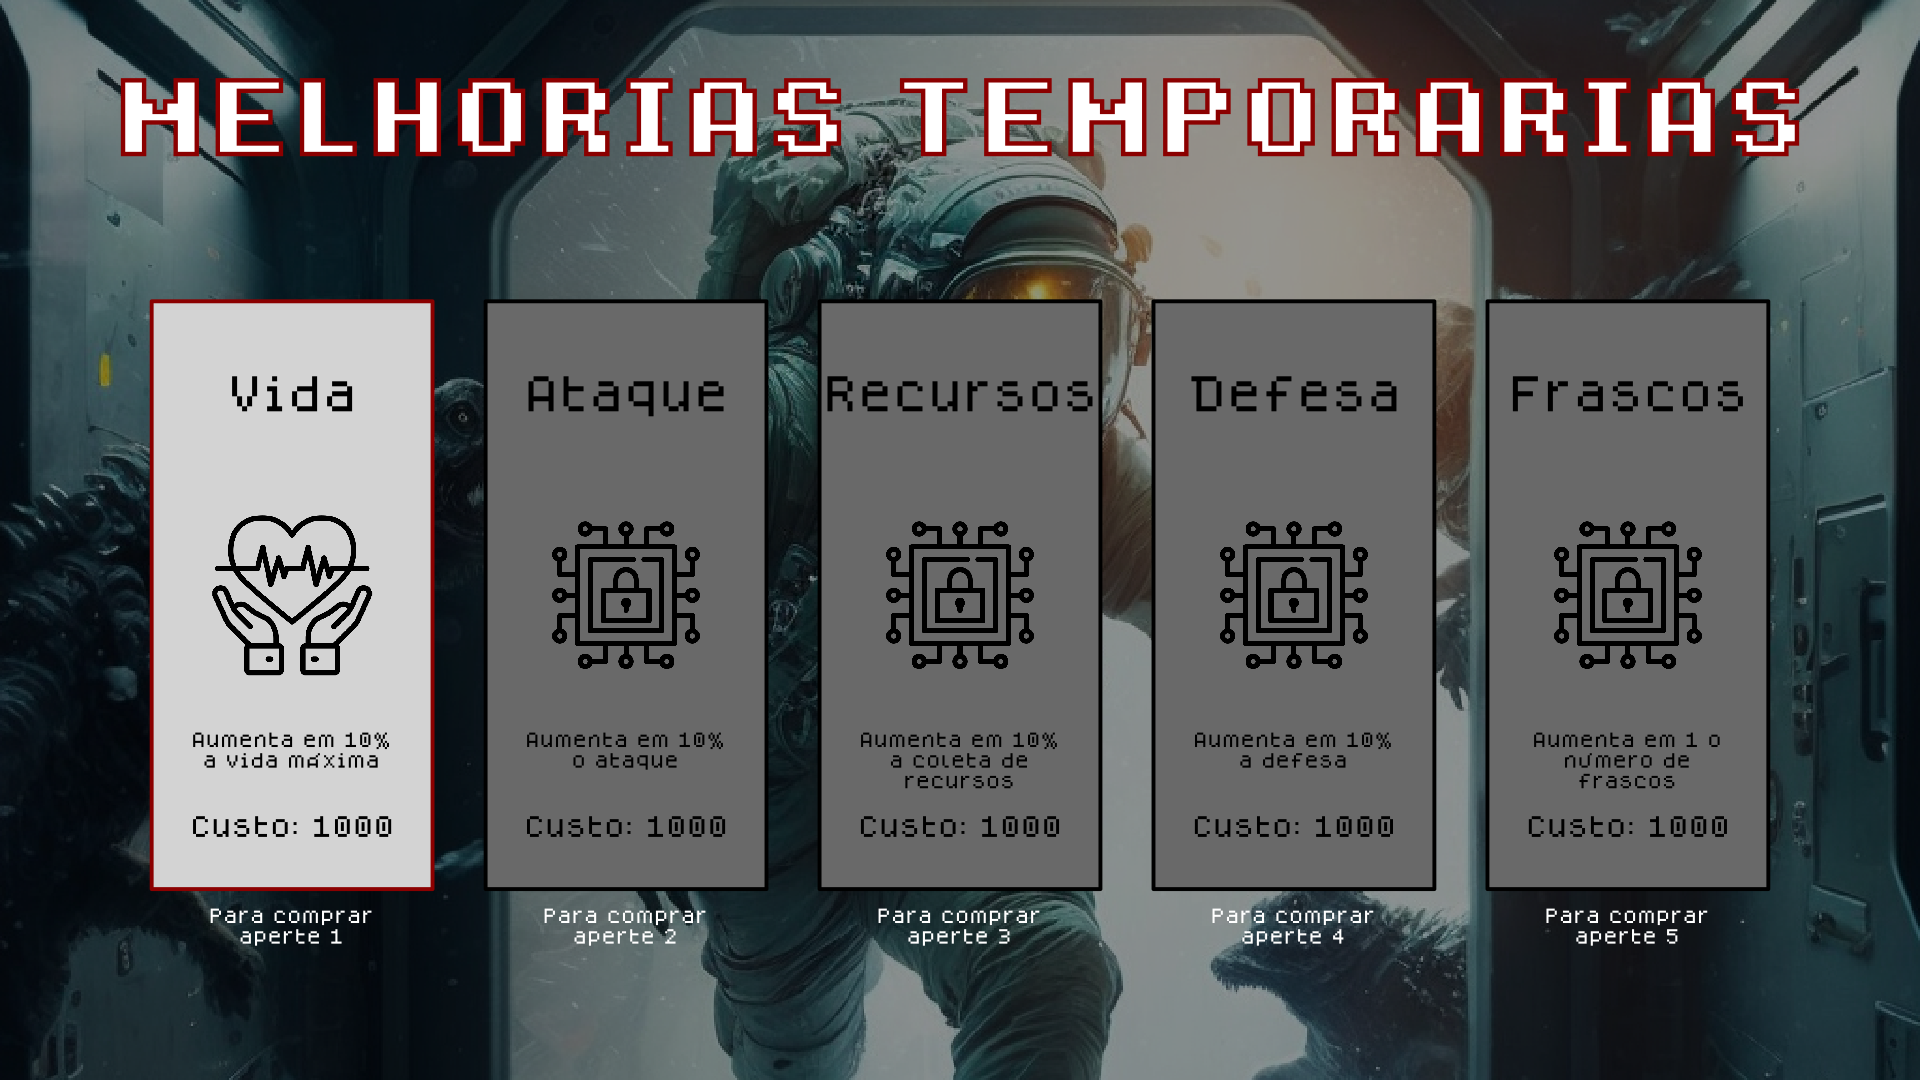 MELHORIAS TEMPORARIAS
Vida
Aumenta em 10%
a vida máxima
Custo: 1000
Para comprar
aperte 1
Ataque
Aumenta em 10%
o ataque
Custo: 1000
Para comprar
aperte 2
Recursos
Aumenta em 10%
a coleta de
recursos
Custo: 1000
Para comprar
aperte 3
Defesa
Aumenta em 10%
a defesa
Custo: 1000
Para comprar
aperte 4
Frascos
Aumenta em 1 o
número de
frascos
Custo: 1000
Para comprar
aperte 5